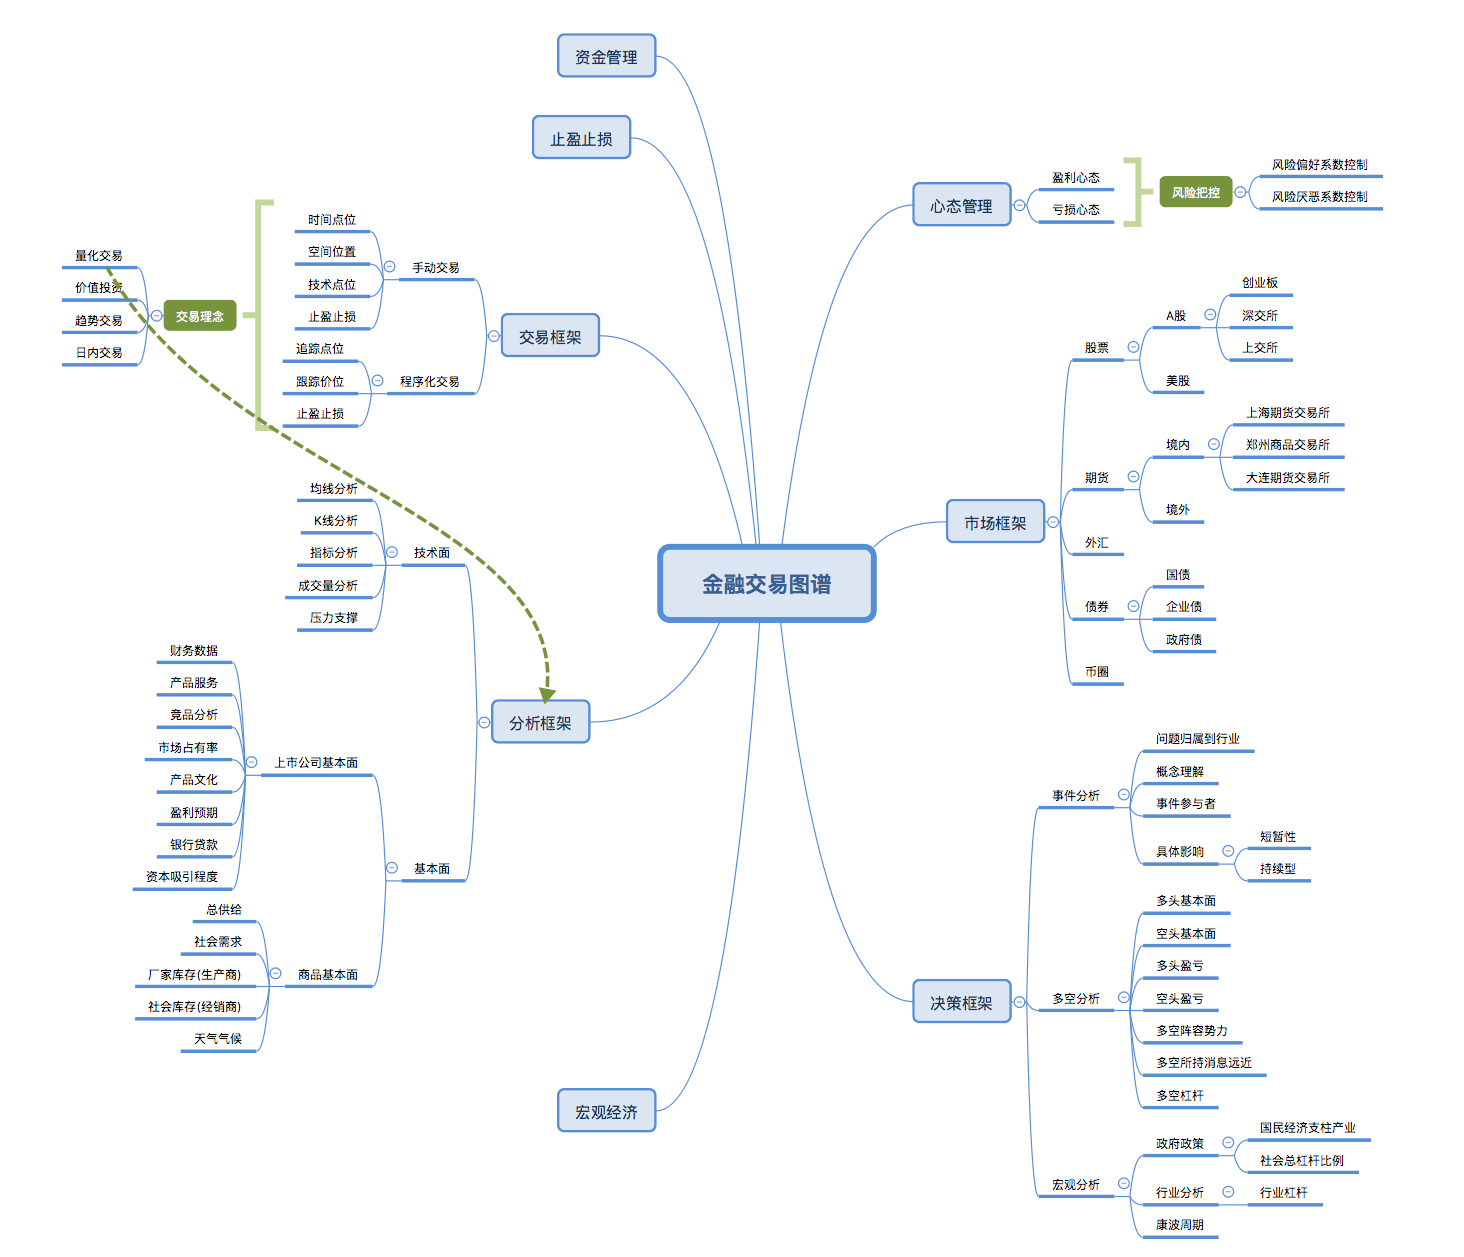 金融交易图谱
资金管理
止盈止损
交易框架
手动交易
时间点位
空间位置
技术点位
止盈止损
程序化交易
追踪点位
跟踪价位
止盈止损
交易理念
量化交易
价值投资
趋势交易
日内交易
分析框架
技术面
均线分析
K线分析
指标分析
成交量分析
压力支撑
基本面
上市公司基本面
财务数据
产品服务
竞品分析
市场占有率
产品文化
盈利预期
银行贷款
资本吸引程度
商品基本面
总供给
社会需求
厂家库存(生产商)
社会库存(经销商)
天气气候
宏观经济
心态管理
盈利心态
亏损心态
风险把控
风险偏好系数控制
风险厌恶系数控制
市场框架
股票
A股
创业板
深交所
上交所
美股
期货
境内
上海期货交易所
郑州商品交易所
大连期货交易所
境外
外汇
债券
国债
企业债
政府债
币圈
决策框架
事件分析
问题归属到行业
概念理解
事件参与者
具体影响
短暂性
持续型
多空分析
多头基本面
空头基本面
多头盈亏
空头盈亏
多空阵容势力
多空所持消息远近
多空杠杆
宏观分析
政府政策
国民经济支柱产业
社会总杠杆比例
行业分析
行业杠杆
康波周期